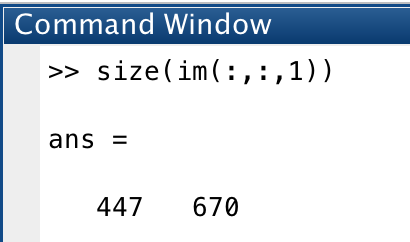 Command Window
>> size(im(:,:,1))
ans =
447 670